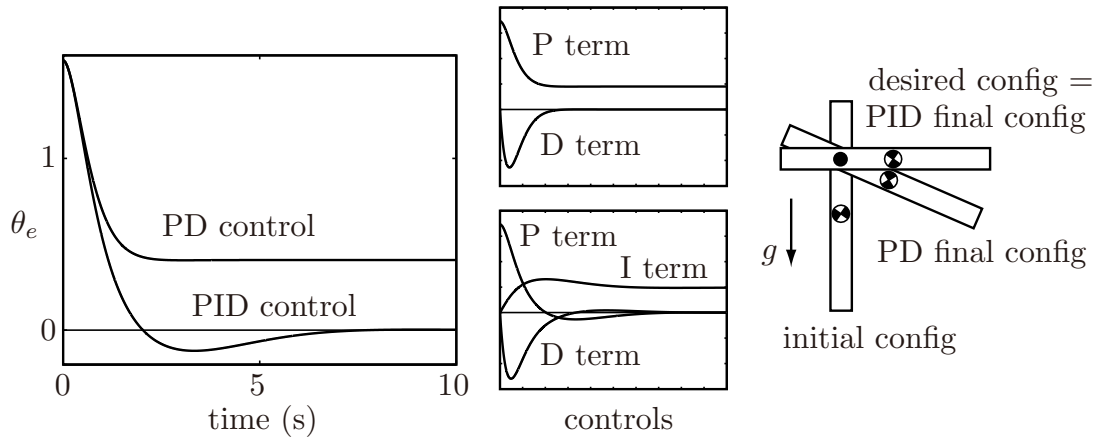 1
0
θe
PD control
PID control
0
5
10
time (s)
P term
D term
P term
I term
D term
controls
desired config =
PID final config
g
PD final config
initial config